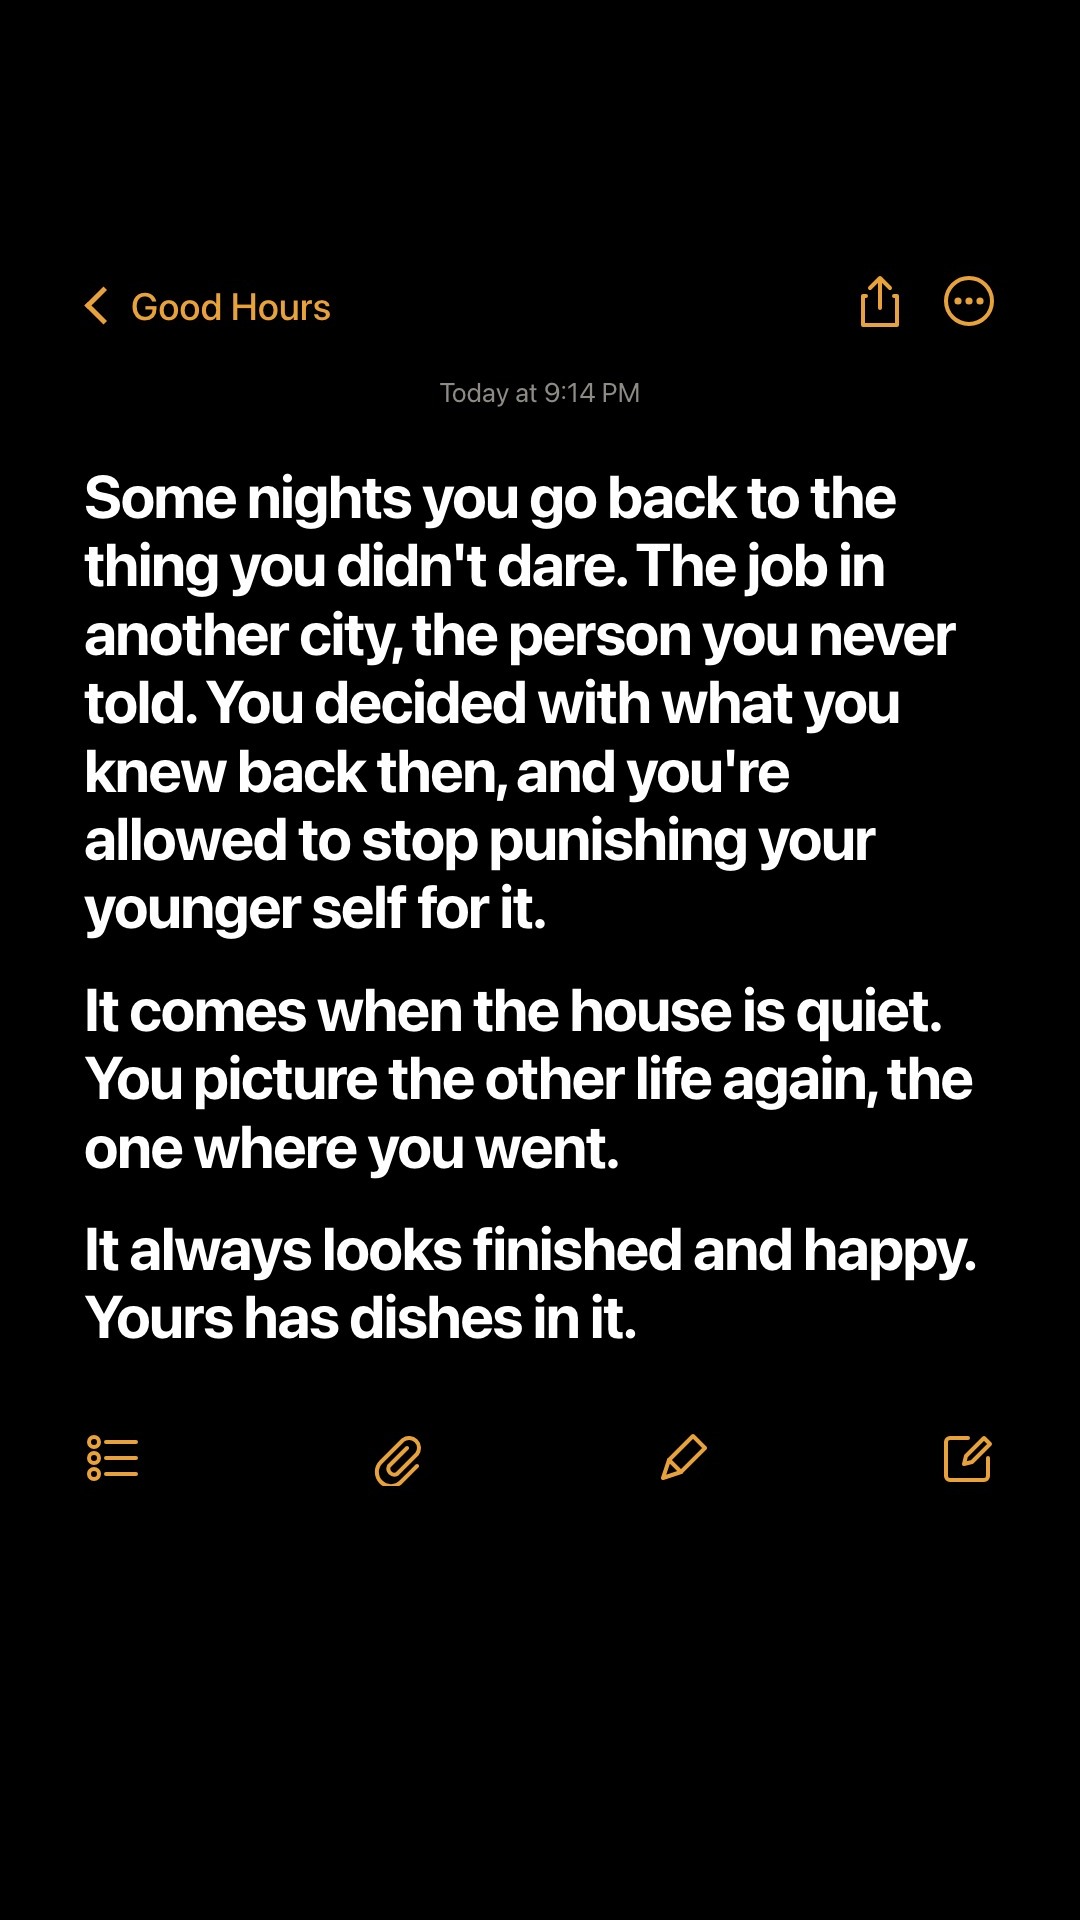 Good Hours
Today at 9:14 PM
Some nights you go back to the
thing you didn't dare. The job in
another city, the person you never
told. You decided with what you
knew back then, and you're
allowed to stop punishing your
younger self for it.
It comes when the house is quiet.
You picture the other life again, the
one where you went.
It always looks finished and happy.
Yours has dishes in it.